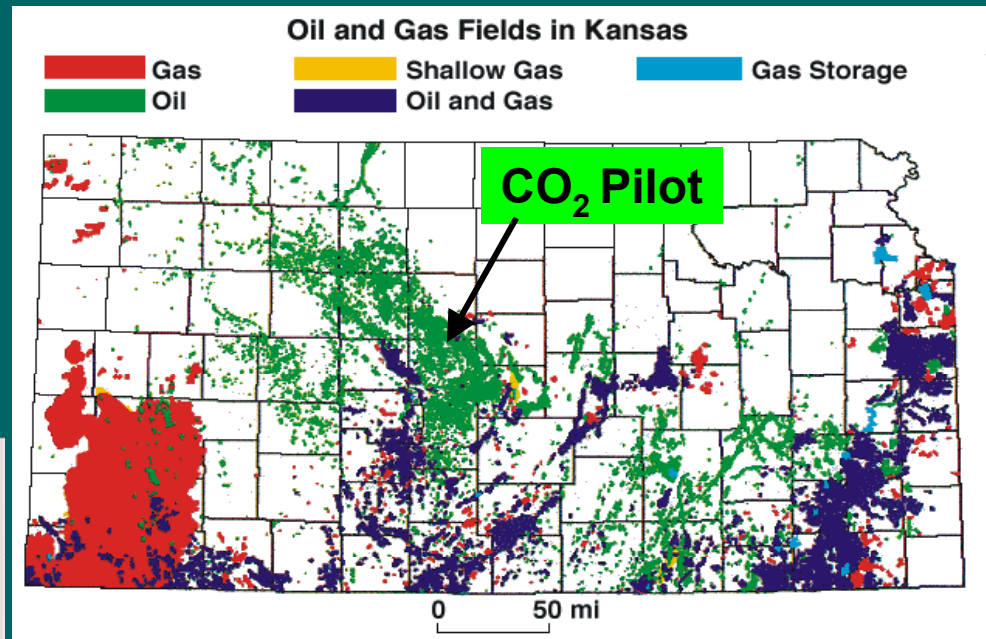 Oil and Gas Fields in Kansas
Gas Shallow Gas Gas Storage
Oil Oil and Gas
CO₂ Pilot
0 50 mi